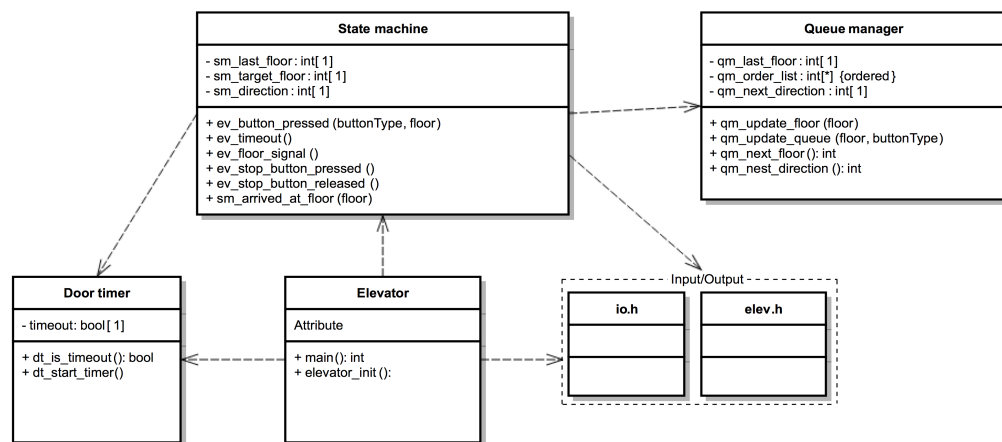 State machine
- sm_last_floor: int[1]
- sm_target_floor: int[1]
- sm_direction: int[1]
+ ev_button_pressed (buttonType, floor)
+ ev_timeout()
+ ev_floor_signal ()
+ ev_stop_button_pressed ()
+ ev_stop_button_released ()
+ sm_arrived_at_floor (floor)
Queue manager
- qm_last_floor: int[1]
- qm_order_list: int[*] {ordered}
- qm_next_direction: int[1]
+ qm_update_floor (floor)
+ qm_update_queue (floor, buttonType)
+ qm_next_floor(): int
+ qm_nest_direction (): int
Door timer
- timeout: bool[1]
+ dt_is_timeout(): bool
+ dt_start_timer()
Elevator
Attribute
+ main(): int
+ elevator_init():
Input/Output
io.h
elev.h